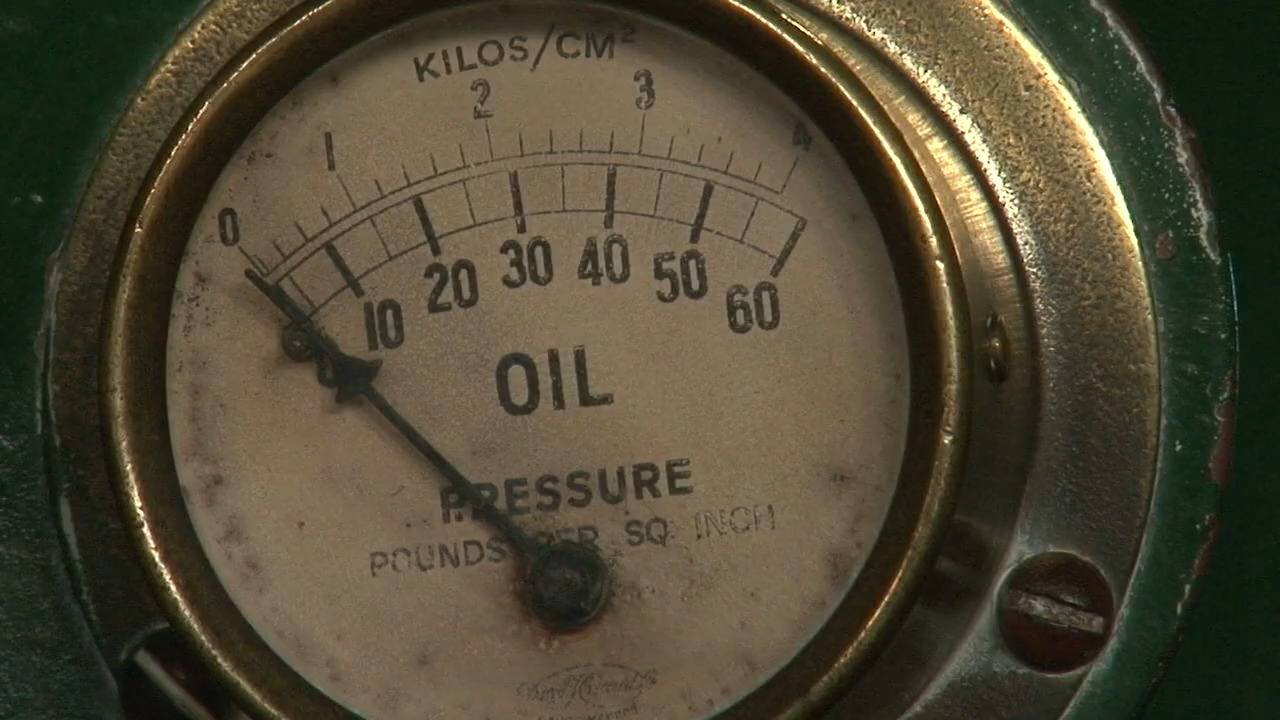 KILOS/CM²
0 1 2 3 4
10 20 30 40 50 60
OIL
PRESSURE
POUNDS PER SQ. INCH